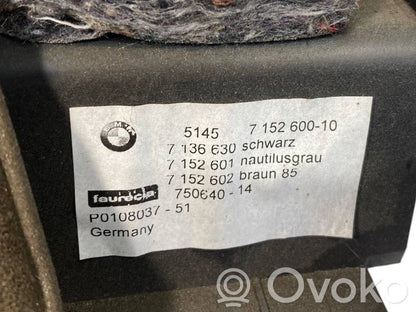 BMW
5145 7 152 600-10
7 136 630 schwarz
7 152 601 nautilusgrau
7 152 602 braun 85
faurecia 750640-14
P0108037-51
Germany
Ovoko